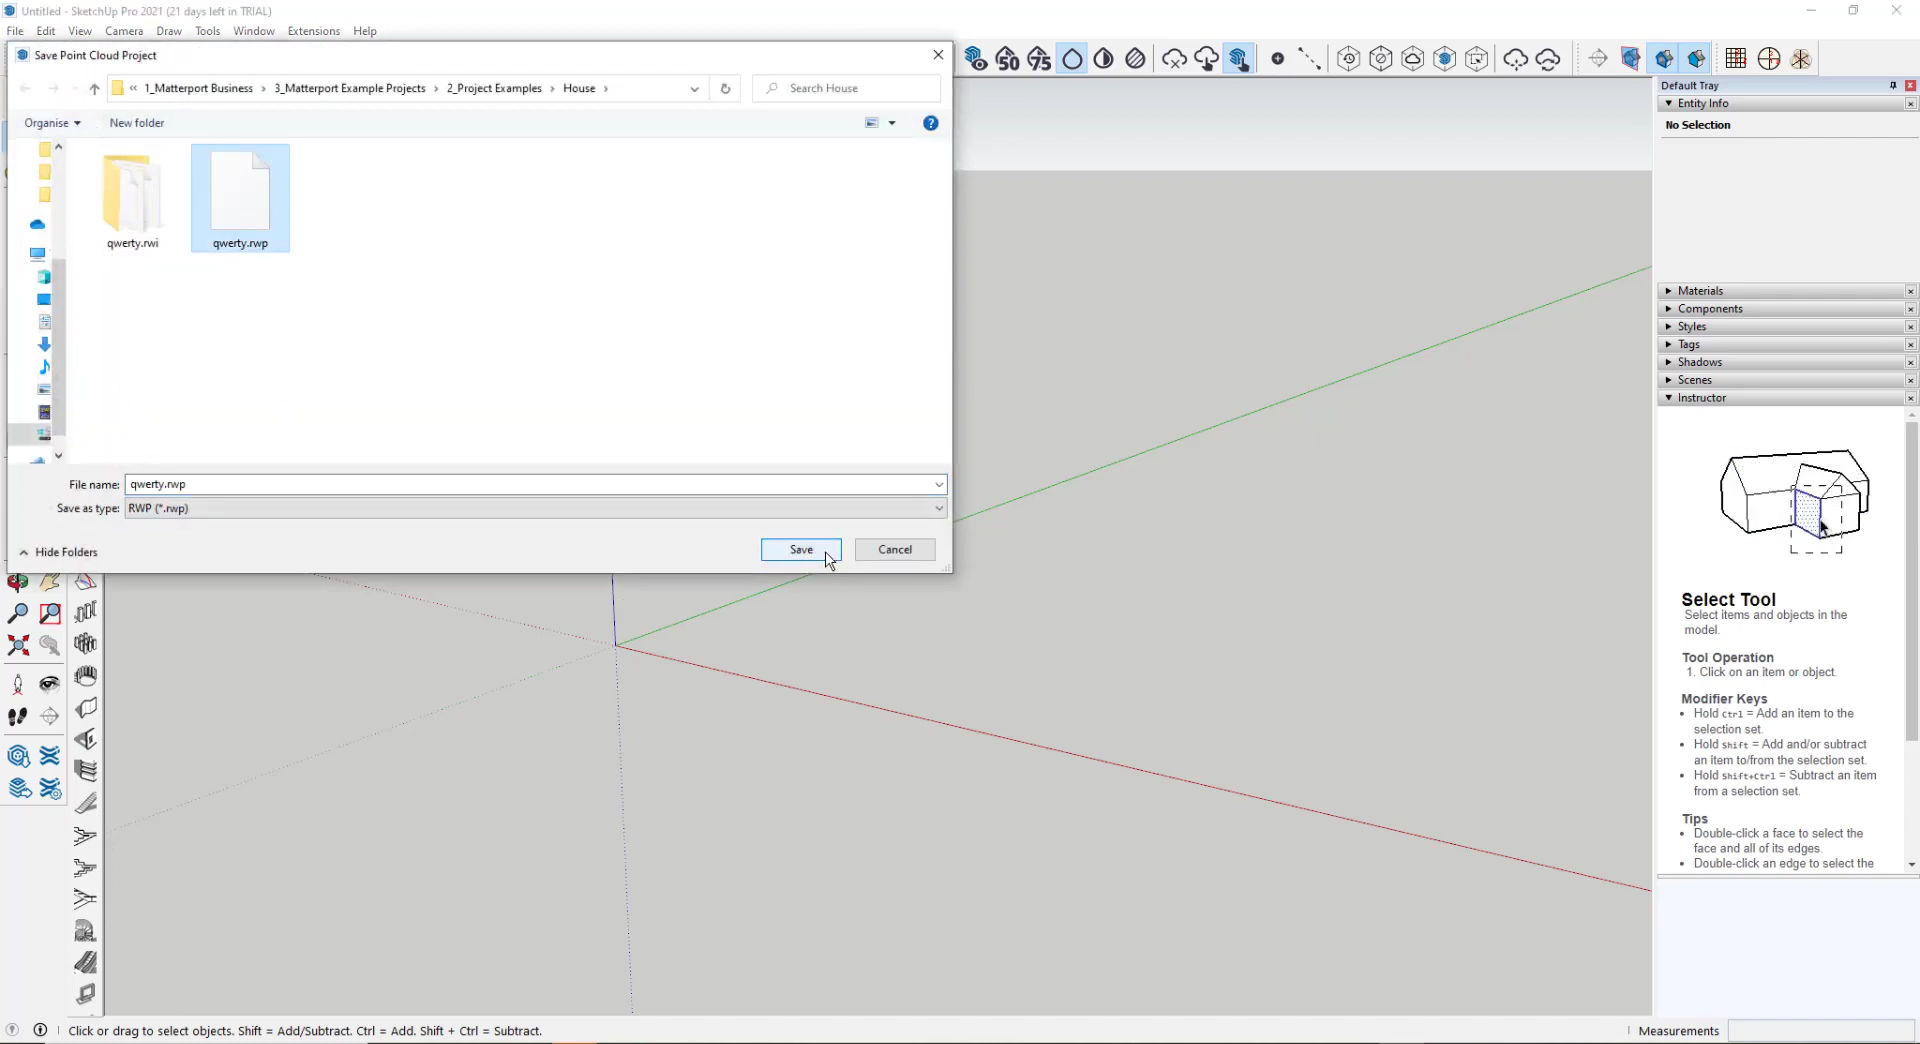 Untitled - SketchUp Pro 2021 (21 days left in TRIAL)
File Edit View Camera Draw Tools Window Extensions Help
Save Point Cloud Project
50 75
« 1_Matterport Business › 3_Matterport Example Projects › 2_Project Examples › House ›
Search House
Organise
New folder
qwerty.rwi
qwerty.rwp
File name: qwerty.rwp
Save as type: RWP (*.rwp)
Hide Folders
Save
Cancel
Default Tray
Entity Info
No Selection
Materials
Components
Styles
Tags
Shadows
Scenes
Instructor
Select Tool
Select items and objects in the
model.
Tool Operation
1. Click on an item or object.
Modifier Keys
• Hold Ctrl = Add an item to the
selection set.
• Hold Shift = Add and/or subtract
an item to/from the selection set.
• Hold Shift+Ctrl = Subtract an item
from a selection set.
Tips
• Double-click a face to select the
face and all of its edges.
• Double-click an edge to select the
Click or drag to select objects. Shift = Add/Subtract. Ctrl = Add. Shift + Ctrl = Subtract.
Measurements